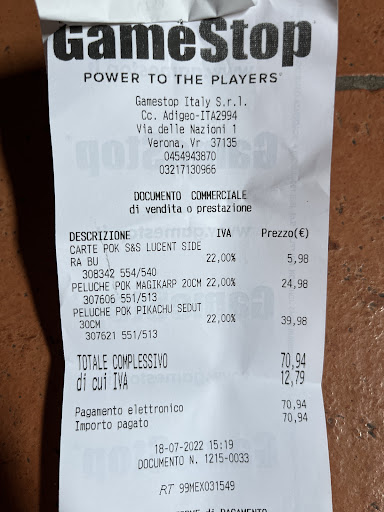 GameStop
POWER TO THE PLAYERS
Gamestop Italy S.r.l.
Cc. Adigeo-ITA2994
Via delle Nazioni 1
Verona, Vr 37135
0454943870
03217130966
DOCUMENTO COMMERCIALE
di vendita o prestazione
DESCRIZIONE IVA Prezzo(€)
CARTE POK S&S LUCENT SIDE
RA BU 22,00% 5,98
308342 554/540
PELUCHE POK MAGIKARP 20CM 22,00% 24,98
307606 551/513
PELUCHE POK PIKACHU SEDUT
30CM 22,00% 39,98
307621 551/513
TOTALE COMPLESSIVO 70,94
di cui IVA 12,79
Pagamento elettronico 70,94
Importo pagato 70,94
18-07-2022 15:19
DOCUMENTO N. 1215-0033
RT 99MEX031549